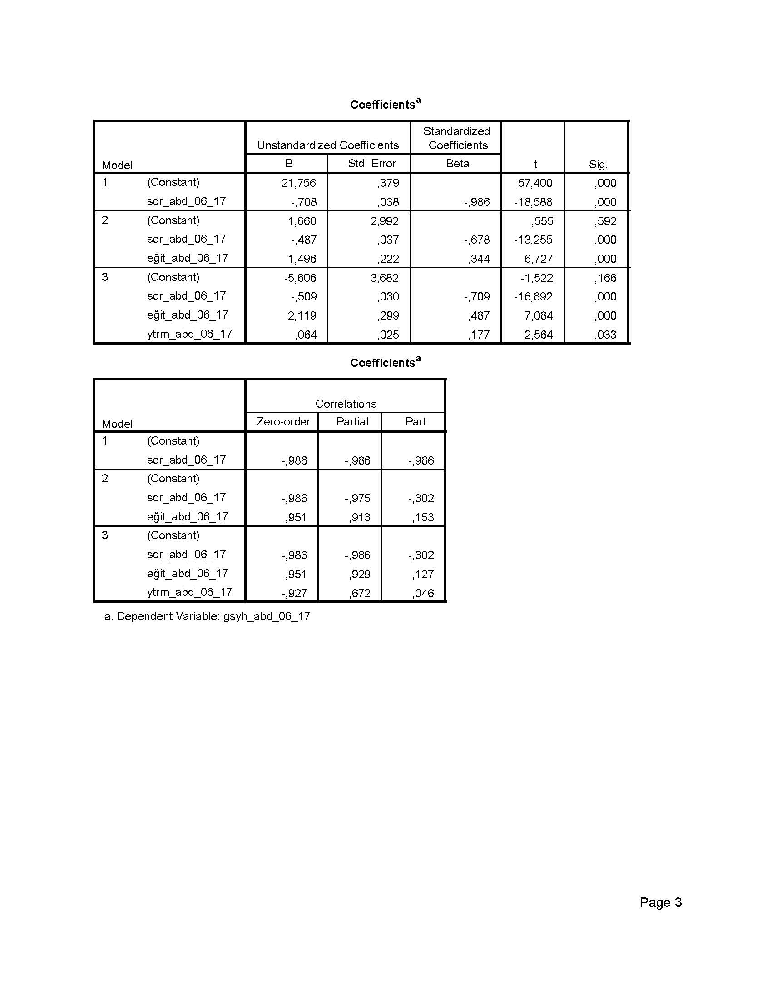 Coefficientsa
Standardized
Unstandardized Coefficients Coefficients
Model B Std. Error Beta t Sig.
1 (Constant) 21,756 ,379 57,400 ,000
sor_abd_06_17 -,708 ,038 -,986 -18,588 ,000
2 (Constant) 1,660 2,992 ,555 ,592
sor_abd_06_17 -,487 ,037 -,678 -13,255 ,000
eğit_abd_06_17 1,496 ,222 ,344 6,727 ,000
3 (Constant) -5,606 3,682 -1,522 ,166
sor_abd_06_17 -,509 ,030 -,709 -16,892 ,000
eğit_abd_06_17 2,119 ,299 ,487 7,084 ,000
ytrm_abd_06_17 ,064 ,025 ,177 2,564 ,033
Coefficientsa
Correlations
Model Zero-order Partial Part
1 (Constant)
sor_abd_06_17 -,986 -,986 -,986
2 (Constant)
sor_abd_06_17 -,986 -,975 -,302
eğit_abd_06_17 ,951 ,913 ,153
3 (Constant)
sor_abd_06_17 -,986 -,986 -,302
eğit_abd_06_17 ,951 ,929 ,127
ytrm_abd_06_17 -,927 ,672 ,046
a. Dependent Variable: gsyh_abd_06_17
Page 3